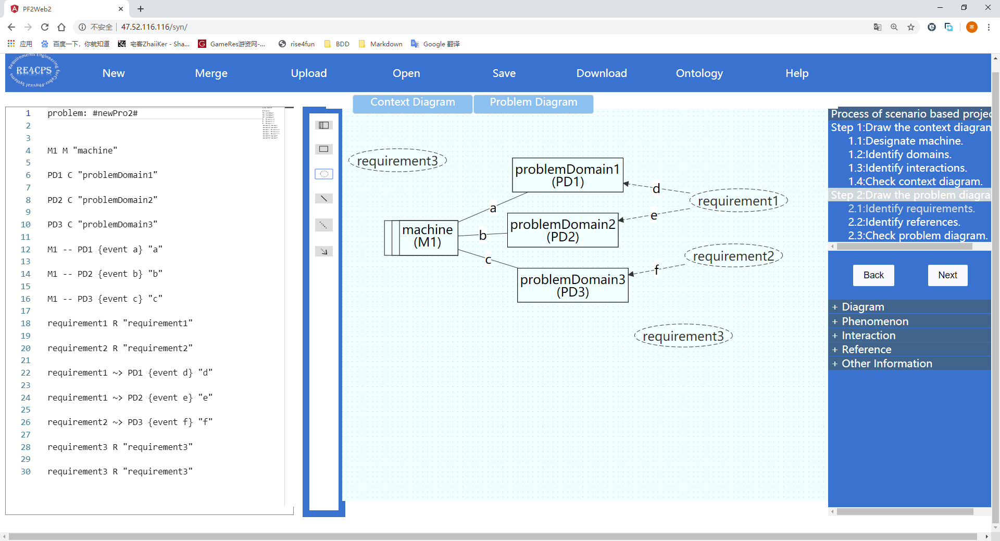 PF2Web2
不安全
47.52.116.116/syn/
寒
应用
百度一下，你就知道
宅客ZhaiiKer - Sha...
GameRes游资网-...
rise4fun
BDD
Markdown
Google 翻译
Requirements Engineering for Cyber-Physical Systems
RE4CPS
New
Merge
Upload
Open
Save
Download
Ontology
Help
Context Diagram
Problem Diagram
1 problem: #newPro2#
2
3
4 M1 M "machine"
5
6 PD1 C "problemDomain1"
7
8 PD2 C "problemDomain2"
9
10 PD3 C "problemDomain3"
11
12 M1 -- PD1 {event a} "a"
13
14 M1 -- PD2 {event b} "b"
15
16 M1 -- PD3 {event c} "c"
17
18 requirement1 R "requirement1"
19
20 requirement2 R "requirement2"
21
22 requirement1 ~> PD1 {event d} "d"
23
24 requirement1 ~> PD2 {event e} "e"
25
26 requirement2 ~> PD3 {event f} "f"
27
28 requirement3 R "requirement3"
29
30 requirement3 R "requirement3"
requirement3
problemDomain1
(PD1)
d
requirement1
a
e
machine
(M1)
b
problemDomain2
(PD2)
c
requirement2
f
problemDomain3
(PD3)
requirement3
Process of scenario based projec
Step 1:Draw the context diagram
1.1:Designate machine.
1.2:Identify domains.
1.3:Identify interactions.
1.4:Check context diagram.
Step 2:Draw the problem diagra
2.1:Identify requirements.
2.2:Identify references.
2.3:Check problem diagram.
Back
Next
+ Diagram
+ Phenomenon
+ Interaction
+ Reference
+ Other Information